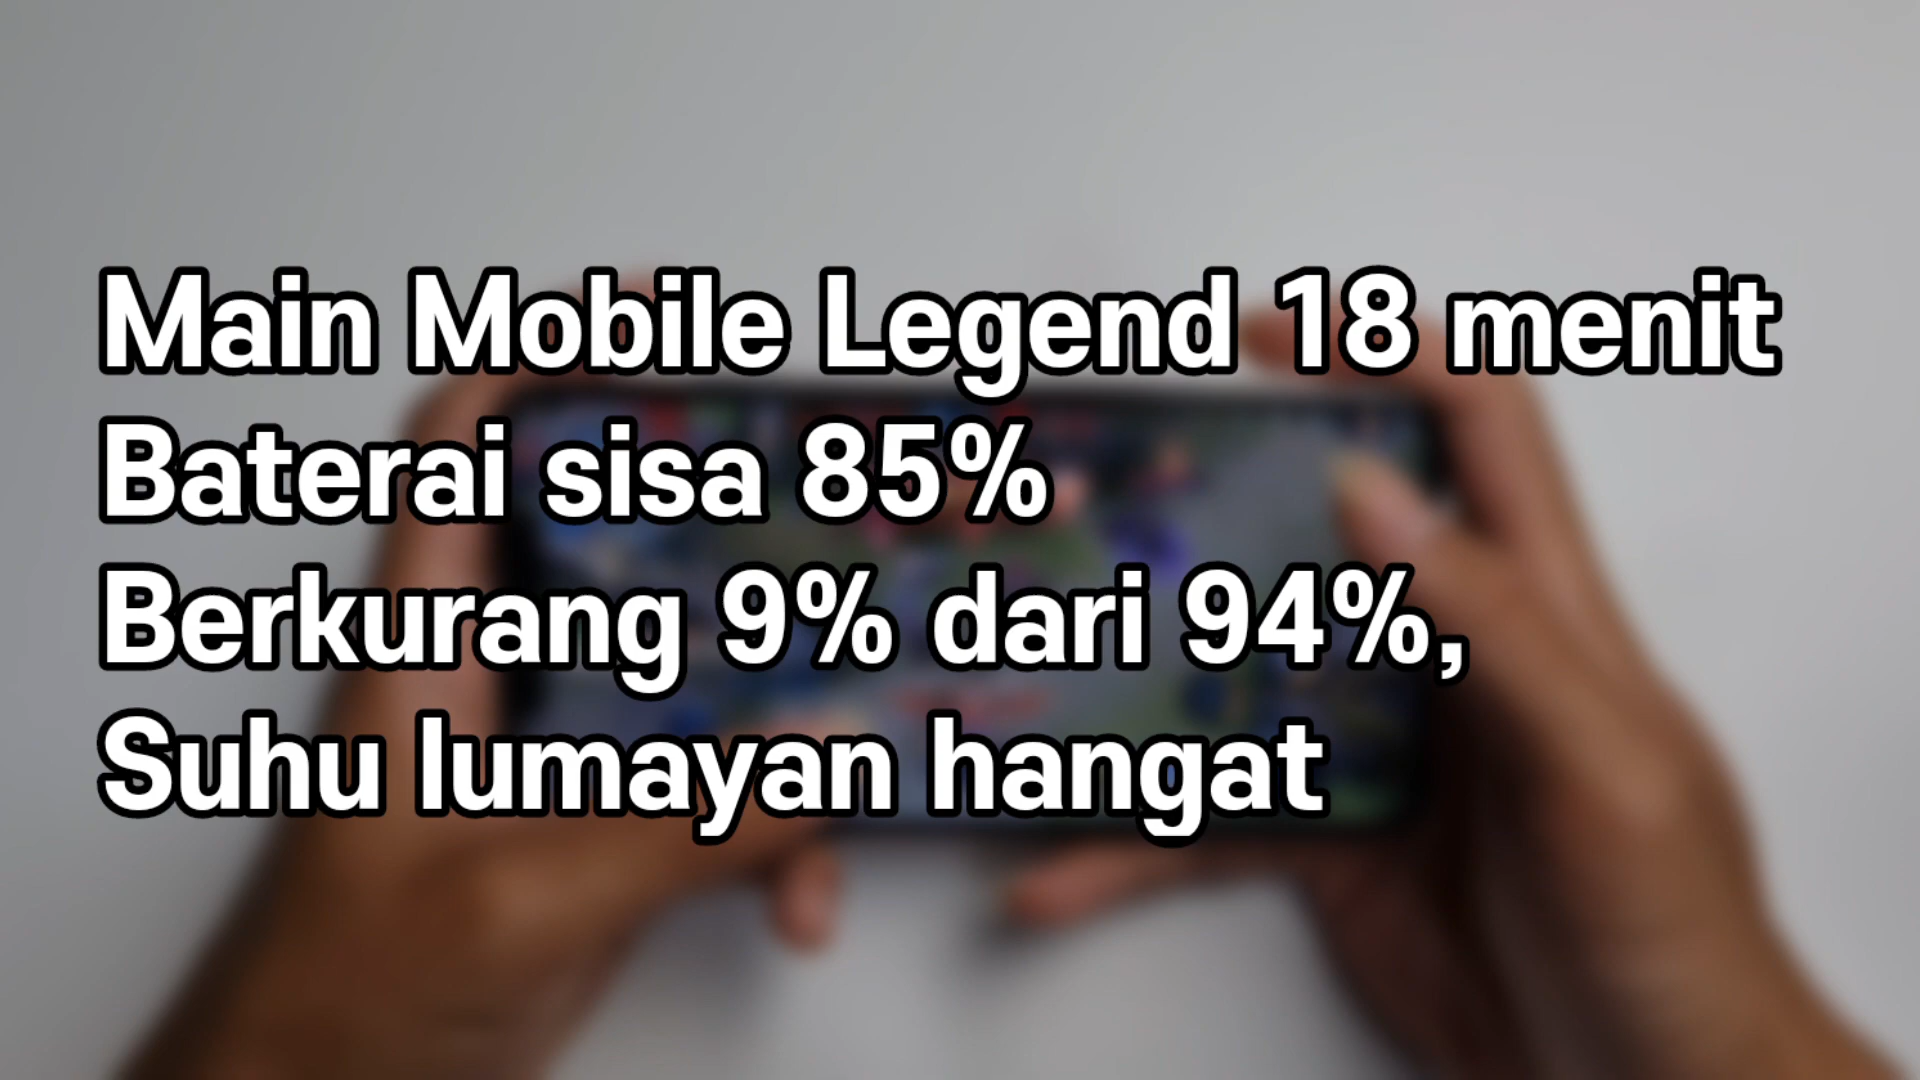 Main Mobile Legend 18 menit
Baterai sisa 85%
Berkurang 9% dari 94%,
Suhu lumayan hangat